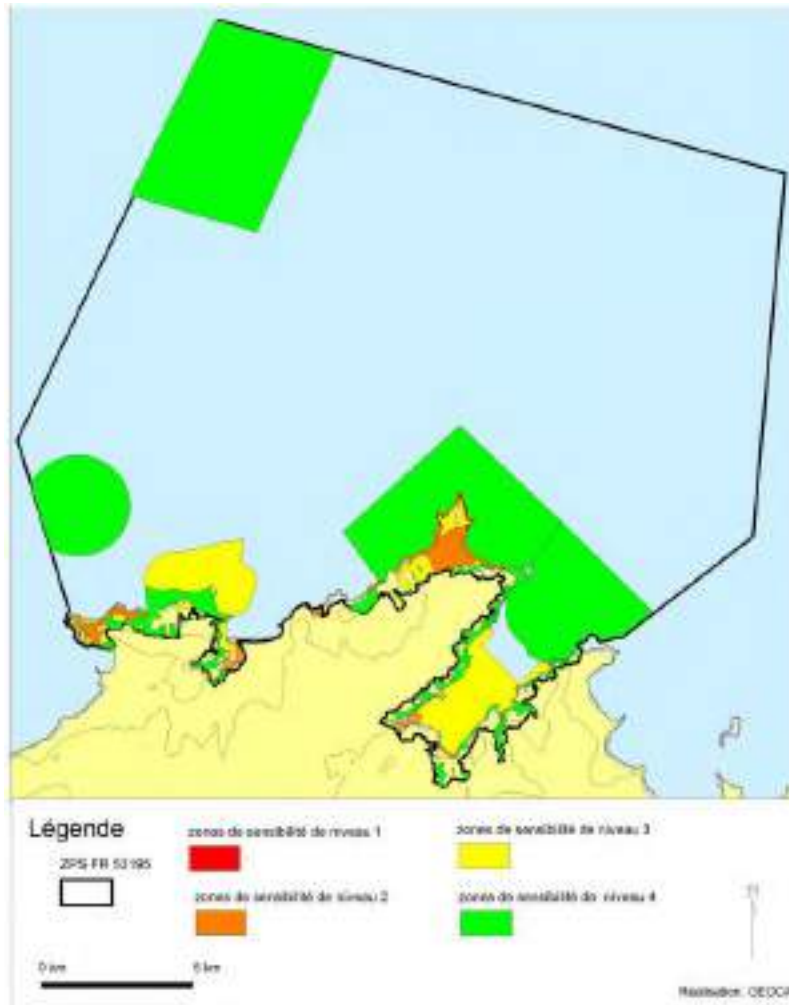 Légende
zones de sensibilité de niveau 1
zones de sensibilité de niveau 3
ZPS FR 53195
zones de sensibilité de niveau 2
zones de sensibilité de niveau 4
0 km
5 km
Réalisation: GEOCA